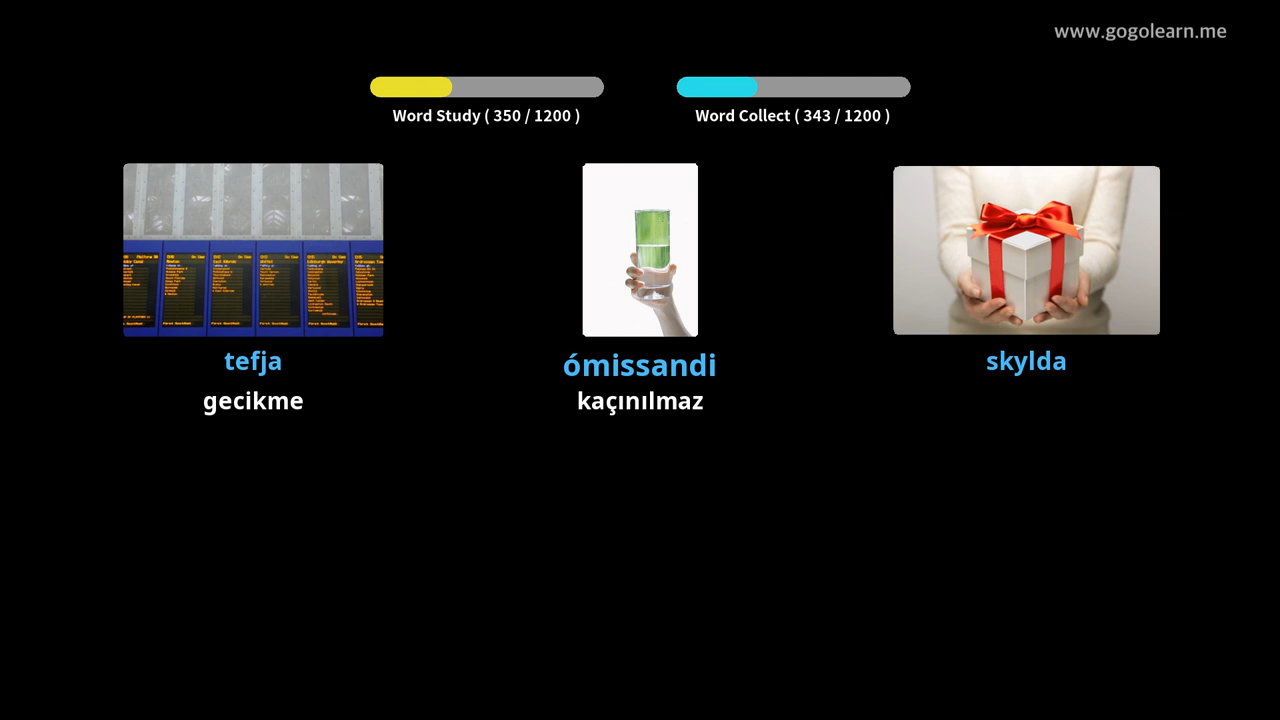 www.gogolearn.me
Word Study ( 350 / 1200 )
Word Collect ( 343 / 1200 )
tefja
ómissandi
skylda
gecikme
kaçınılmaz